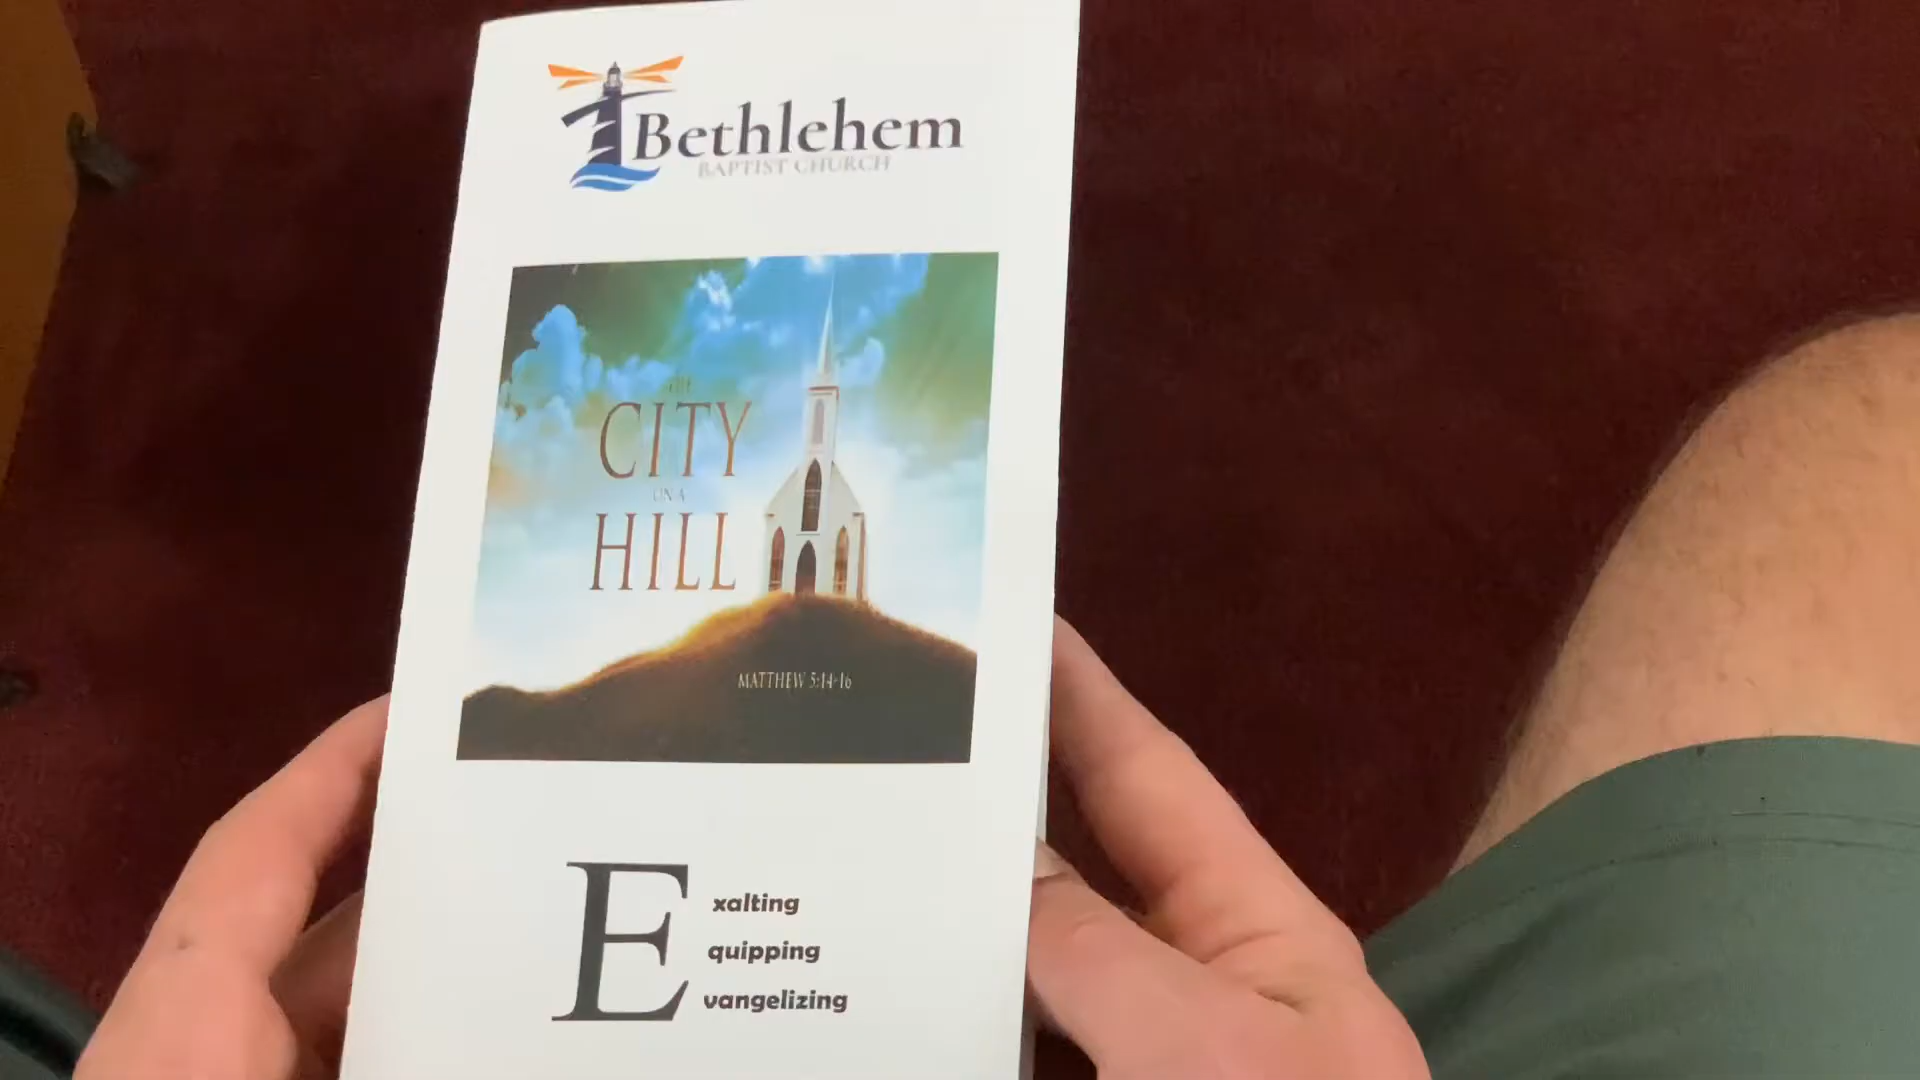 Bethlehem
BAPTIST CHURCH
THE
CITY
ON A
HILL
MATTHEW 5:14-16
E
xalting
quipping
vangelizing